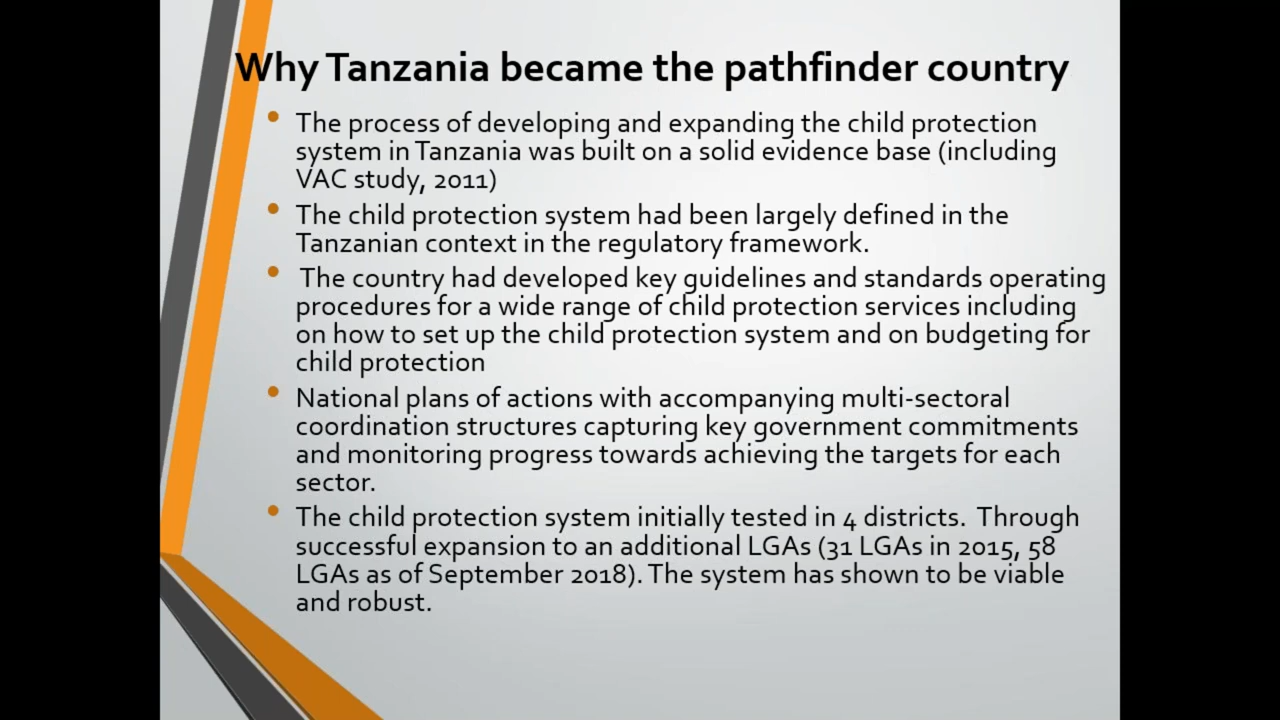 Why Tanzania became the pathfinder country
• The process of developing and expanding the child protection
system in Tanzania was built on a solid evidence base (including
VAC study, 2011)
• The child protection system had been largely defined in the
Tanzanian context in the regulatory framework.
• The country had developed key guidelines and standards operating
procedures for a wide range of child protection services including
on how to set up the child protection system and on budgeting for
child protection
• National plans of actions with accompanying multi-sectoral
coordination structures capturing key government commitments
and monitoring progress towards achieving the targets for each
sector.
• The child protection system initially tested in 4 districts. Through
successful expansion to an additional LGAs (31 LGAs in 2015, 58
LGAs as of September 2018). The system has shown to be viable
and robust.